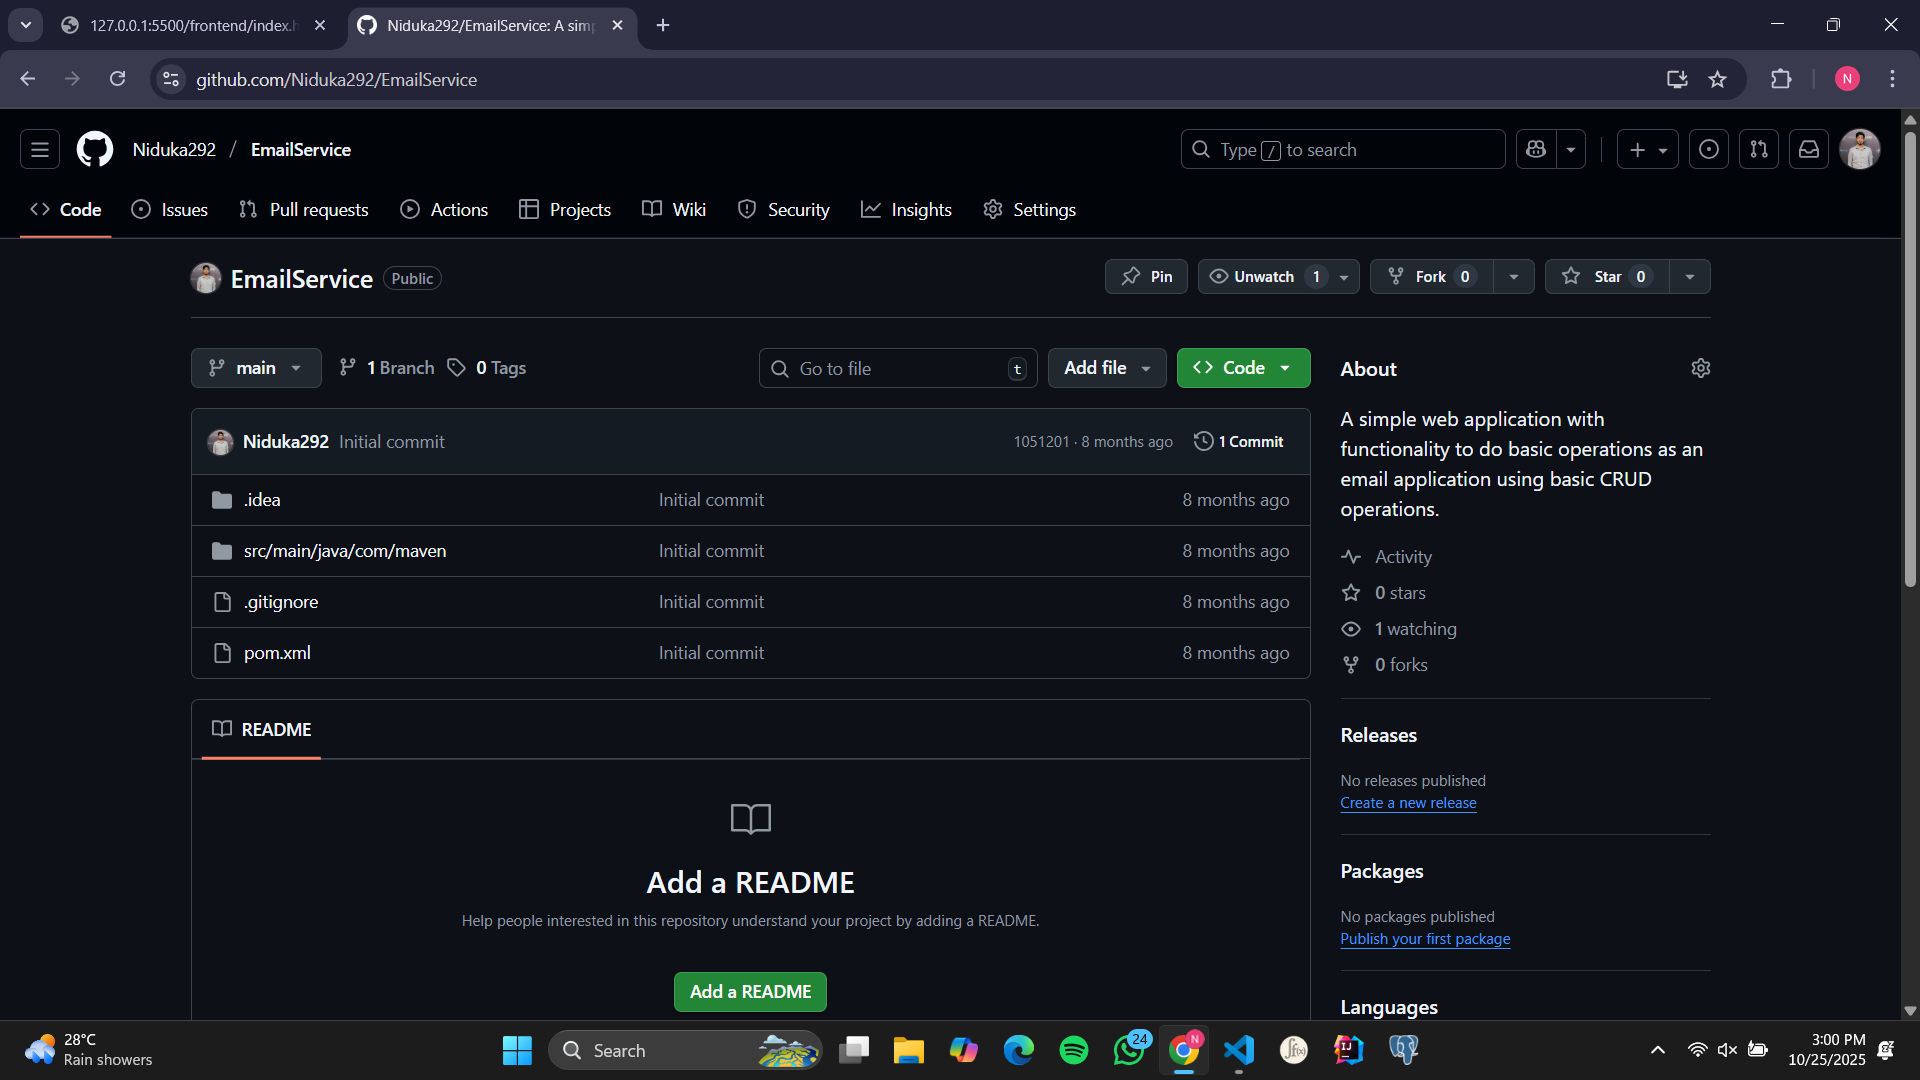 127.0.0.1:5500/frontend/index.h
Niduka292/EmailService: A sim
github.com/Niduka292/EmailService
N
Niduka292 / EmailService
Type / to search
Code
Issues
Pull requests
Actions
Projects
Wiki
Security
Insights
Settings
EmailService Public
Pin
Unwatch 1
Fork 0
Star 0
main
1 Branch
0 Tags
Go to file t
Add file
Code
Niduka292 Initial commit 1051201 · 8 months ago 1 Commit
.idea Initial commit 8 months ago
src/main/java/com/maven Initial commit 8 months ago
.gitignore Initial commit 8 months ago
pom.xml Initial commit 8 months ago
README
Add a README
Help people interested in this repository understand your project by adding a README.
Add a README
About
A simple web application with
functionality to do basic operations as an
email application using basic CRUD
operations.
Activity
0 stars
1 watching
0 forks
Releases
No releases published
Create a new release
Packages
No packages published
Publish your first package
Languages
28°C
Rain showers
Search
24
N
IJ
3:00 PM
10/25/2025